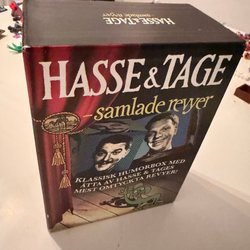 HASSE & TAGE
samlade revyer
HASSE & TAGE
samlade revyer
KLASSISK HUMORBOX MED
ÅTTA AV HASSE & TAGES
MEST OMTYCKTA REVYER!